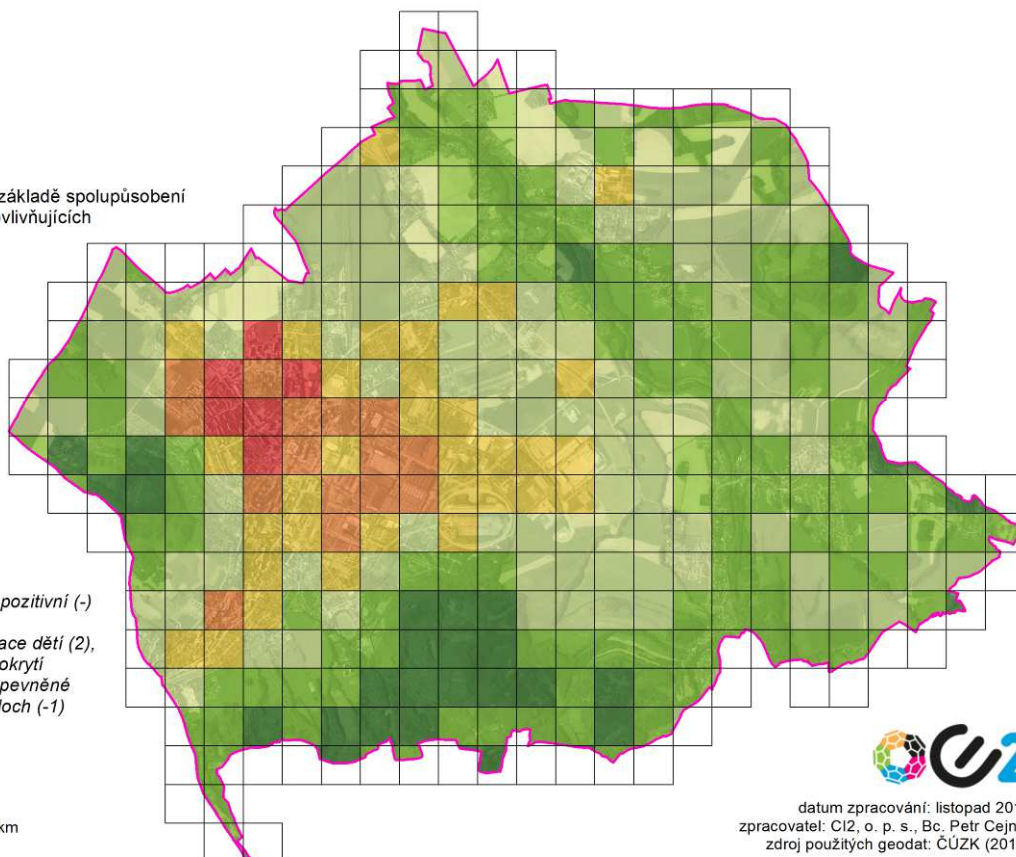 základě spolupůsobení
ovlivňujících
pozitivní (-)
ace dětí (2),
okrytí
pevněné
loch (-1)
km
datum zpracování: listopad 201
zpracovatel: CI2, o. p. s., Bc. Petr Cejn
zdroj použitých geodat: ČÚZK (201